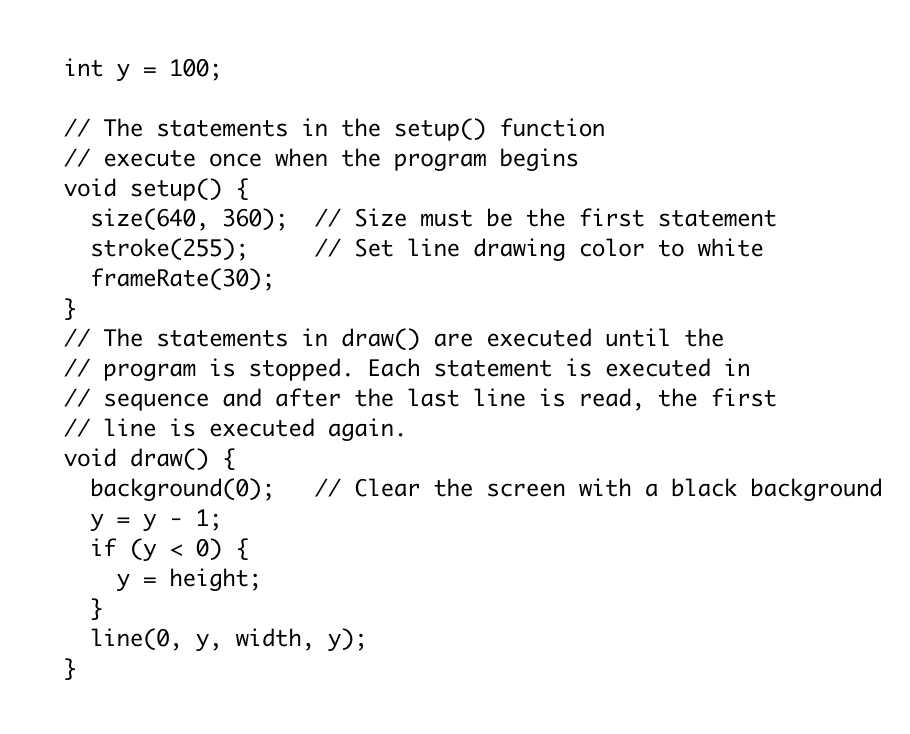 int y = 100;

// The statements in the setup() function
// execute once when the program begins
void setup() {
  size(640, 360);  // Size must be the first statement
  stroke(255);     // Set line drawing color to white
  frameRate(30);
}
// The statements in draw() are executed until the
// program is stopped. Each statement is executed in
// sequence and after the last line is read, the first
// line is executed again.
void draw() {
  background(0);   // Clear the screen with a black background
  y = y - 1;
  if (y < 0) {
    y = height;
  }
  line(0, y, width, y);
}